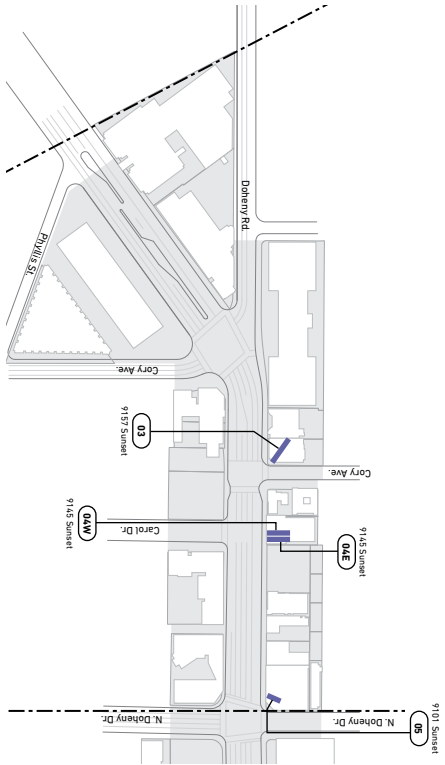 Doheny Rd.
Phyllis St.
Cory Ave.
03
9157 Sunset
Cory Ave.
04W
9145 Sunset
Carol Dr.
04E
9145 Sunset
N. Doheny Dr.
N. Doheny Dr.
05
9101 Sunset